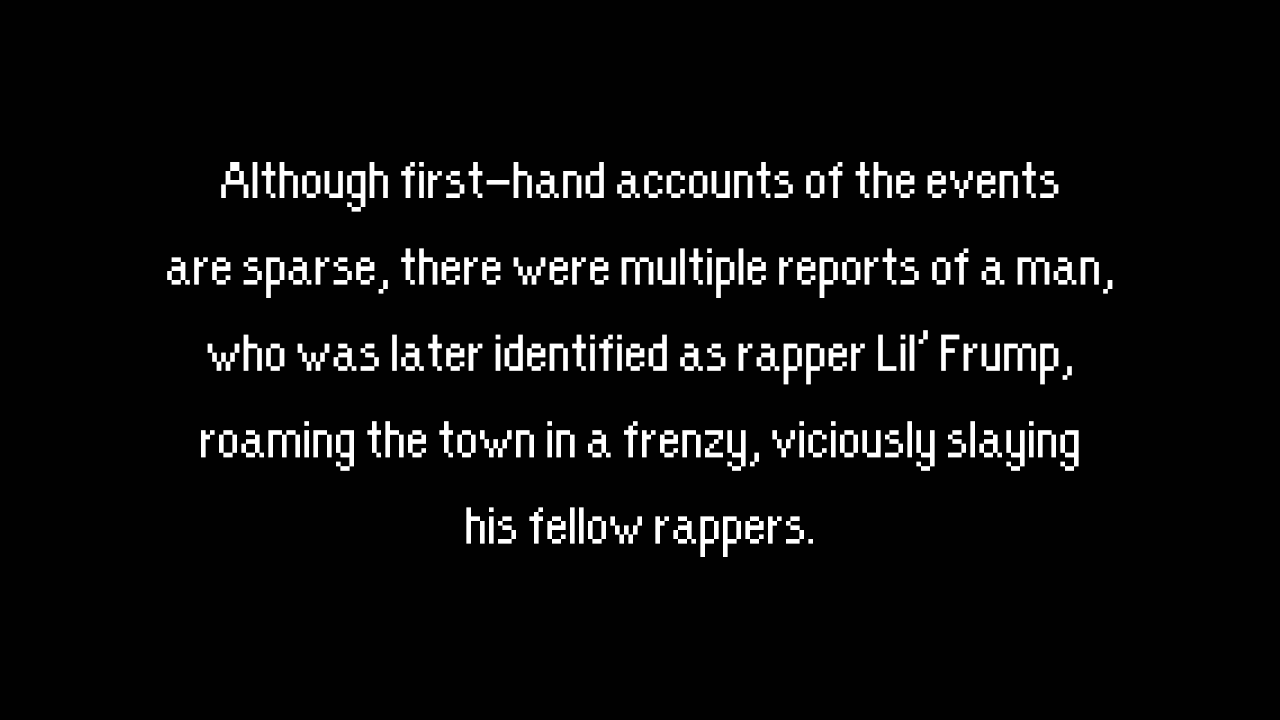 Although first-hand accounts of the events
are sparse, there were multiple reports of a man,
who was later identified as rapper Lil' Frump,
roaming the town in a frenzy, viciously slaying
his fellow rappers.